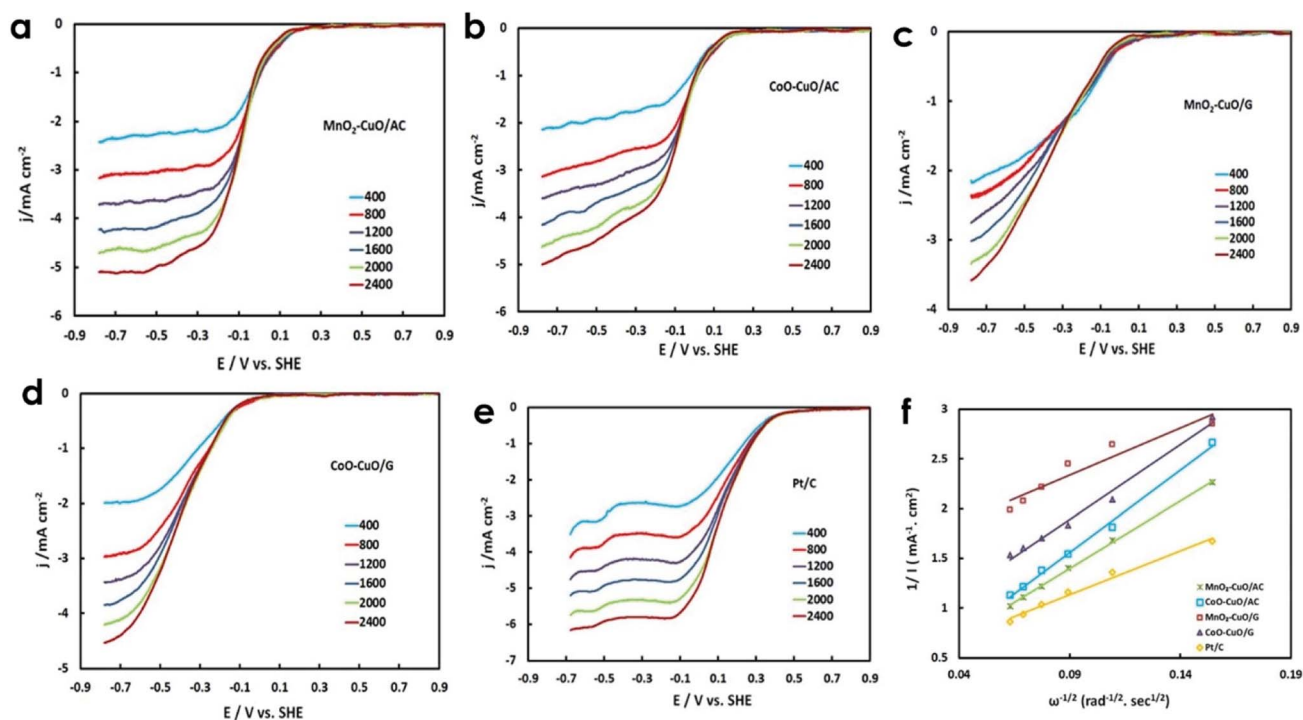 a
0
-1
-2
-3
-4
-5
-6
j/mA cm⁻²
MnO₂-CuO/AC
400
800
1200
1600
2000
2400
-0.9 -0.7 -0.5 -0.3 -0.1 0.1 0.3 0.5 0.7 0.9
E / V vs. SHE
b
0
-1
-2
-3
-4
-5
-6
j/mA cm⁻²
CoO-CuO/AC
400
800
1200
1600
2000
2400
-0.9 -0.7 -0.5 -0.3 -0.1 0.1 0.3 0.5 0.7 0.9
E / V vs. SHE
c
0
-1
-2
-3
-4
j/mA cm⁻²
MnO₂-CuO/G
400
800
1200
1600
2000
2400
-0.9 -0.7 -0.5 -0.3 -0.1 0.1 0.3 0.5 0.7 0.9
E / V vs. SHE
d
0
-1
-2
-3
-4
-5
j /mA cm⁻²
CoO-CuO/G
400
800
1200
1600
2000
2400
-0.9 -0.7 -0.5 -0.3 -0.1 0.1 0.3 0.5 0.7 0.9
E / V vs. SHE
e
0
-1
-2
-3
-4
-5
-6
-7
j /mA cm⁻²
Pt/C
400
800
1200
1600
2000
2400
-0.9 -0.7 -0.5 -0.3 -0.1 0.1 0.3 0.5 0.7 0.9
E / V vs. SHE
f
3
2.5
2
1.5
1
0.5
1/ I ( mA⁻¹. cm²)
MnO₂-CuO/AC
CoO-CuO/AC
MnO₂-CuO/G
CoO-CuO/G
Pt/C
0.04 0.09 0.14 0.19
ω⁻¹/² (rad⁻¹/². sec¹/²)